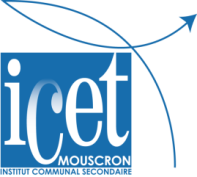 icet
MOUSCRON
INSTITUT COMMUNAL SECONDAIRE